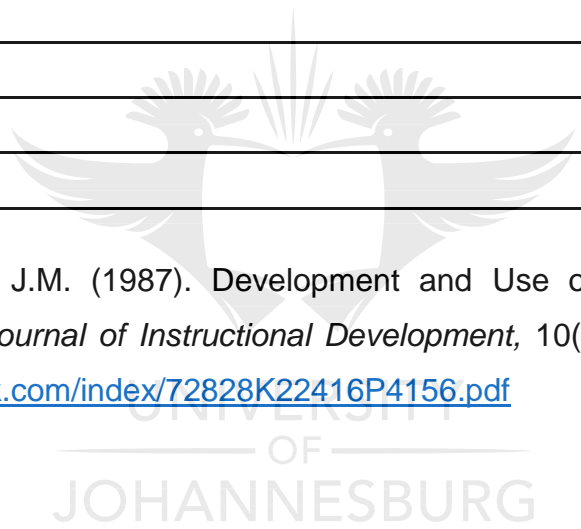 J.M. (1987). Development and Use o
ournal of Instructional Development, 10(
.com/index/72828K22416P4156.pdf
UNIVERSITY
OF
JOHANNESBURG